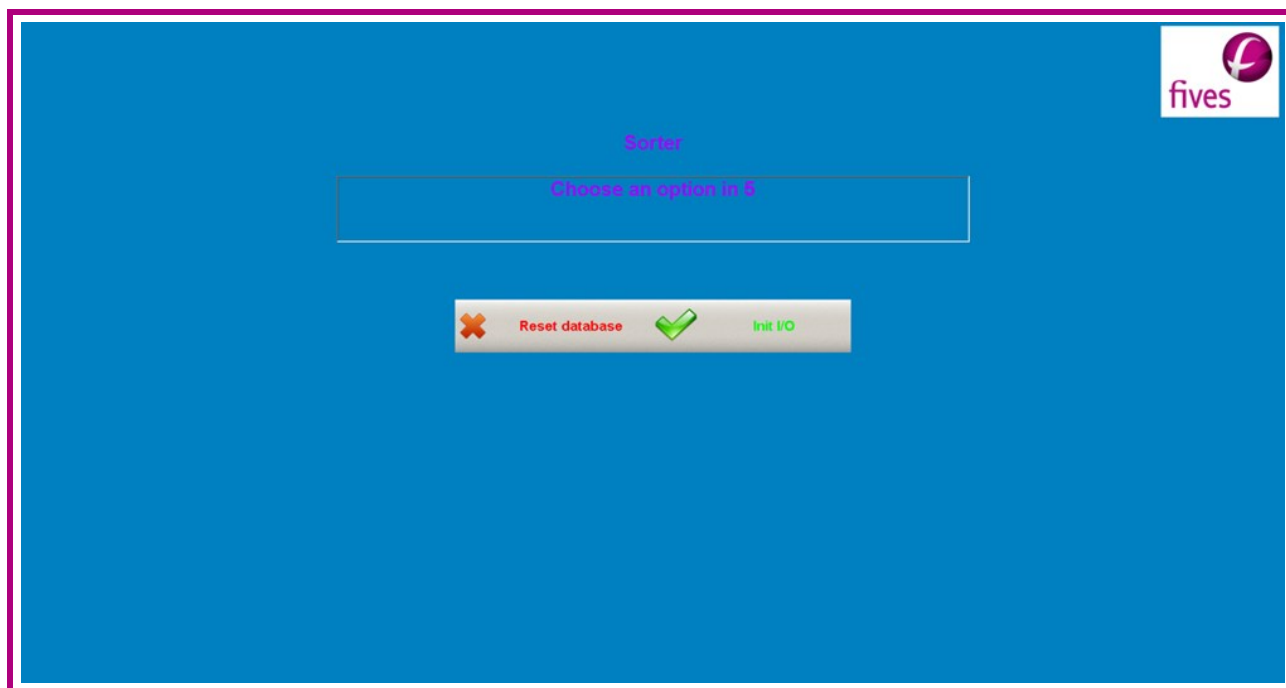 fives
Sorter
Choose an option in 5
Reset database
Init I/O